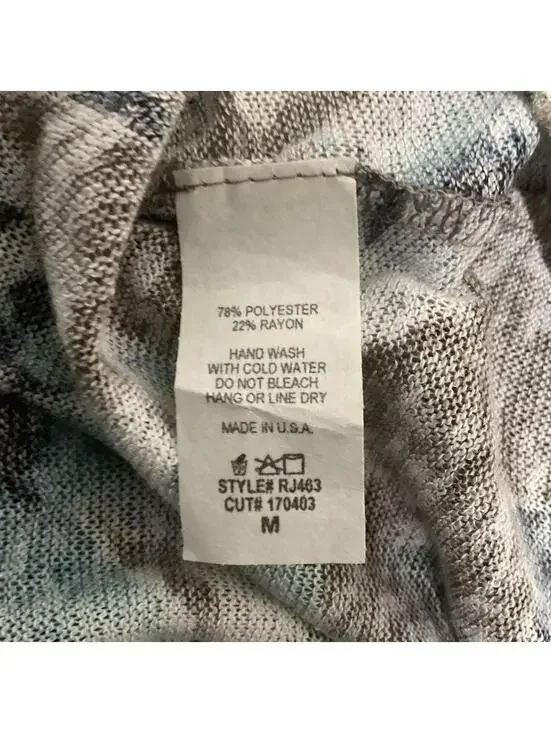 78% POLYESTER
22% RAYON
HAND WASH
WITH COLD WATER
DO NOT BLEACH
HANG OR LINE DRY
MADE IN U.S.A.
STYLE# RJ463
CUT# 170403
M